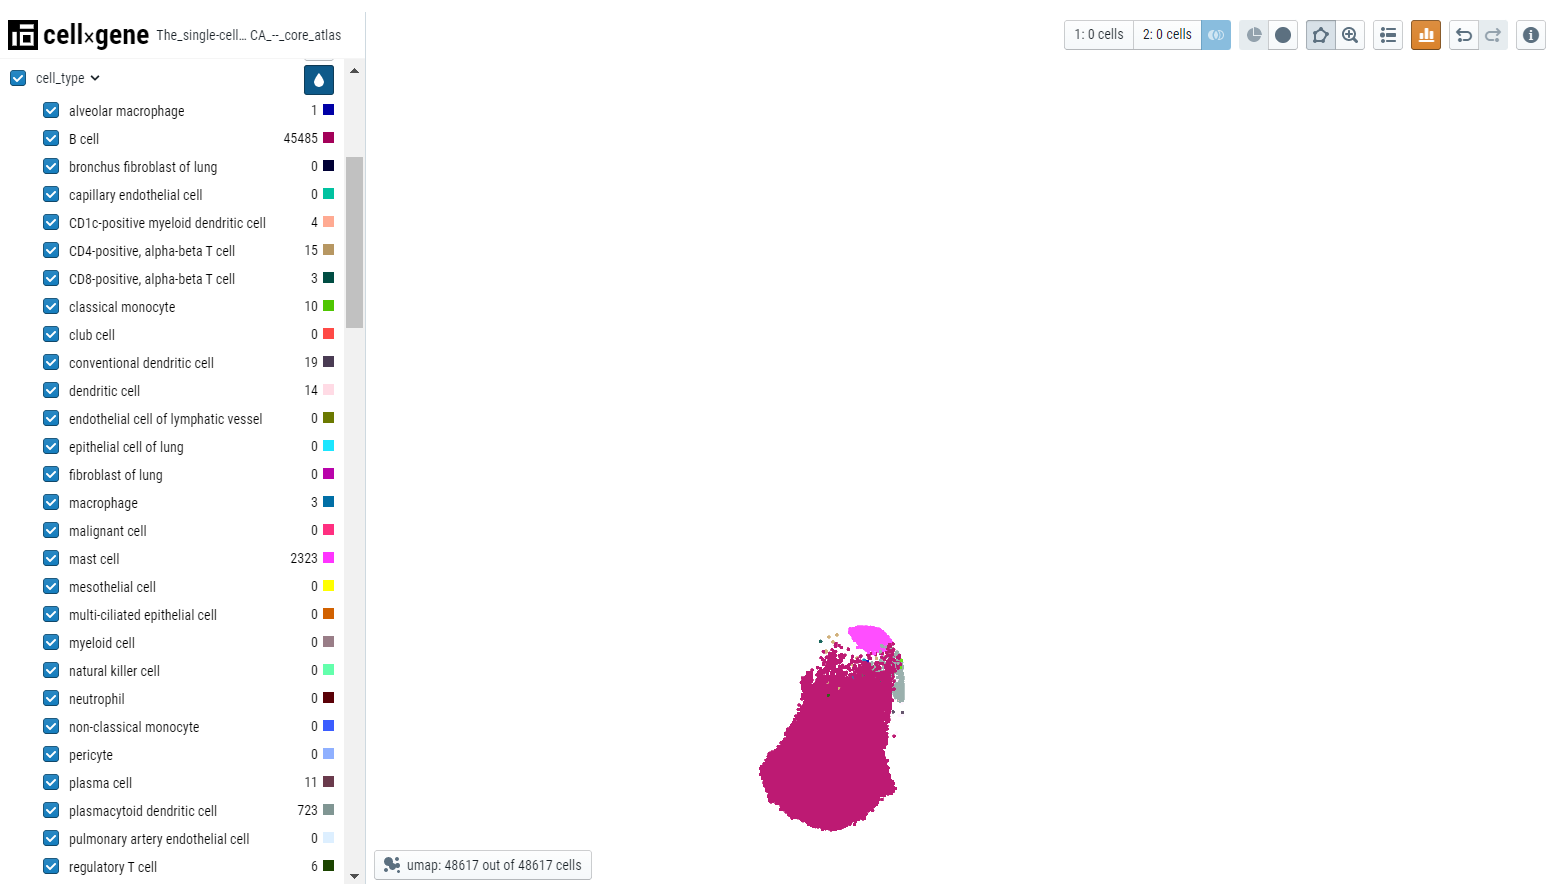 cell×gene The_single-cell... CA_--_core_atlas
1: 0 cells 2: 0 cells
cell_type
alveolar macrophage 1
B cell 45485
bronchus fibroblast of lung 0
capillary endothelial cell 0
CD1c-positive myeloid dendritic cell 4
CD4-positive, alpha-beta T cell 15
CD8-positive, alpha-beta T cell 3
classical monocyte 10
club cell 0
conventional dendritic cell 19
dendritic cell 14
endothelial cell of lymphatic vessel 0
epithelial cell of lung 0
fibroblast of lung 0
macrophage 3
malignant cell 0
mast cell 2323
mesothelial cell 0
multi-ciliated epithelial cell 0
myeloid cell 0
natural killer cell 0
neutrophil 0
non-classical monocyte 0
pericyte 0
plasma cell 11
plasmacytoid dendritic cell 723
pulmonary artery endothelial cell 0
regulatory T cell 6
umap: 48617 out of 48617 cells